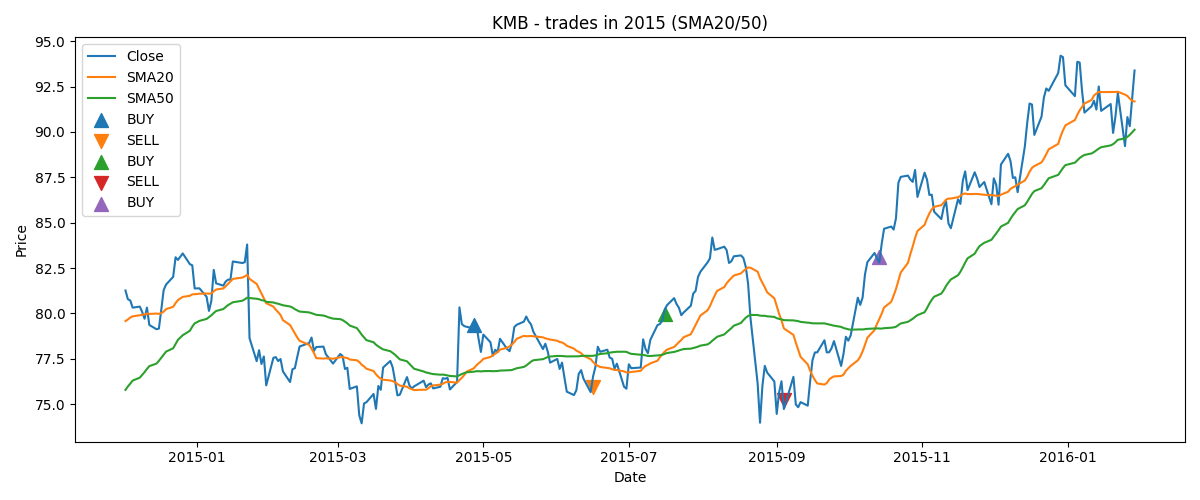 KMB - trades in 2015 (SMA20/50)
95.0
92.5
90.0
87.5
85.0
82.5
80.0
77.5
75.0
Price
Close
SMA20
SMA50
BUY
SELL
BUY
SELL
BUY
2015-01
2015-03
2015-05
2015-07
2015-09
2015-11
2016-01
Date